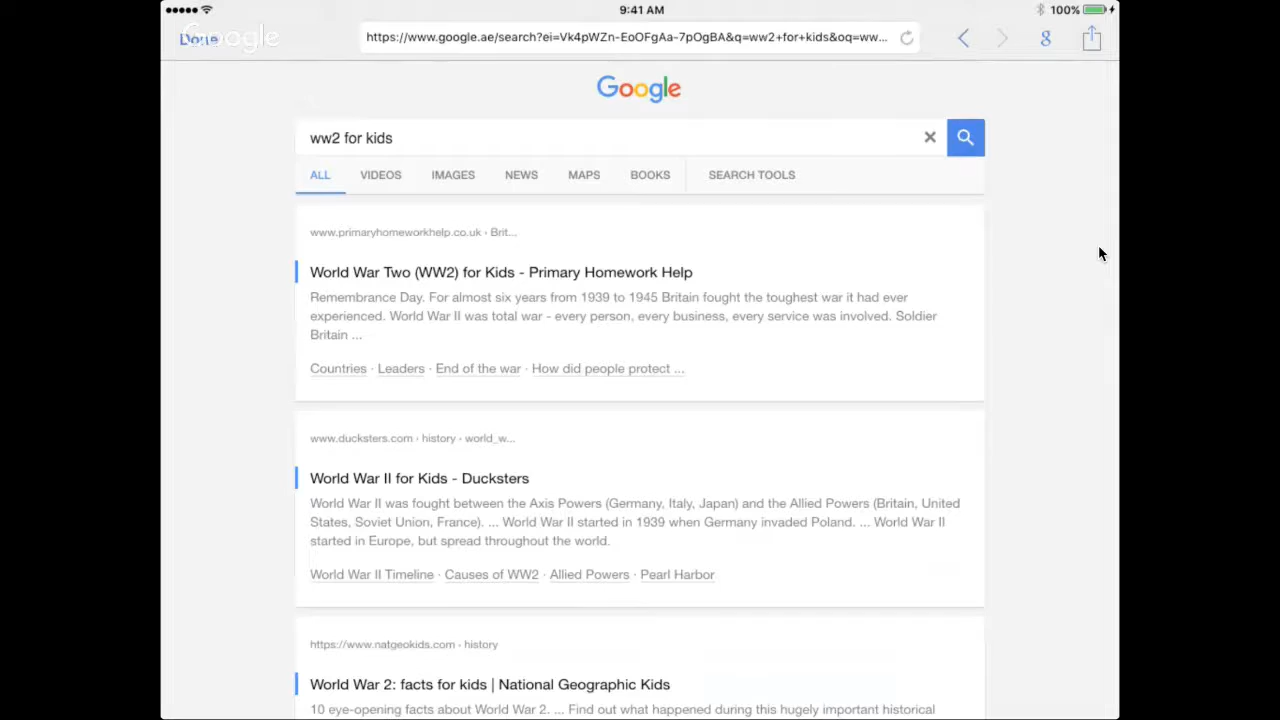 9:41 AM
100%
Done
Google
https://www.google.ae/search?ei=Vk4pWZn-EoOFgAa-7pOgBA&q=ww2+for+kids&oq=ww...
8
Google
ww2 for kids
ALL VIDEOS IMAGES NEWS MAPS BOOKS SEARCH TOOLS
www.primaryhomeworkhelp.co.uk › Brit...
World War Two (WW2) for Kids - Primary Homework Help
Remembrance Day. For almost six years from 1939 to 1945 Britain fought the toughest war it had ever
experienced. World War II was total war - every person, every business, every service was involved. Soldier
Britain ...
Countries · Leaders · End of the war · How did people protect ...
www.ducksters.com › history › world_w...
World War II for Kids - Ducksters
World War II was fought between the Axis Powers (Germany, Italy, Japan) and the Allied Powers (Britain, United
States, Soviet Union, France). ... World War II started in 1939 when Germany invaded Poland. ... World War II
started in Europe, but spread throughout the world.
World War II Timeline · Causes of WW2 · Allied Powers · Pearl Harbor
https://www.natgeokids.com › history
World War 2: facts for kids | National Geographic Kids
10 eye-opening facts about World War 2. ... Find out what happened during this hugely important historical